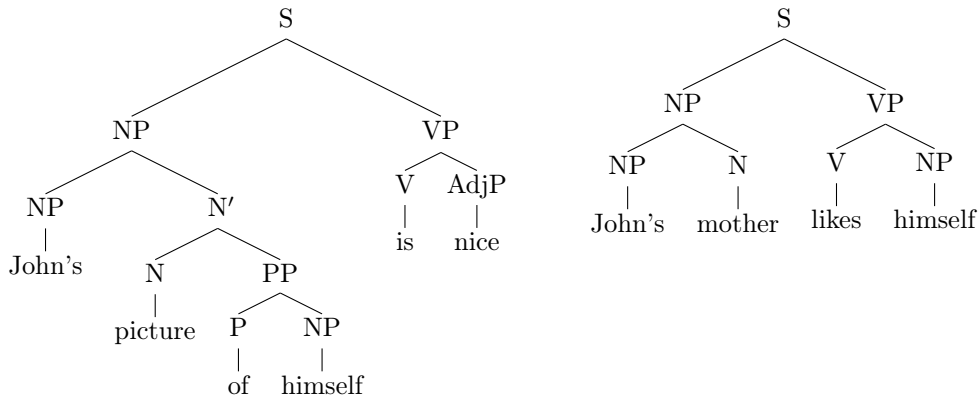 S
NP VP
NP N′ V AdjP
John's N PP is nice
picture P NP
of himself
S
NP VP
NP N V NP
John's mother likes himself